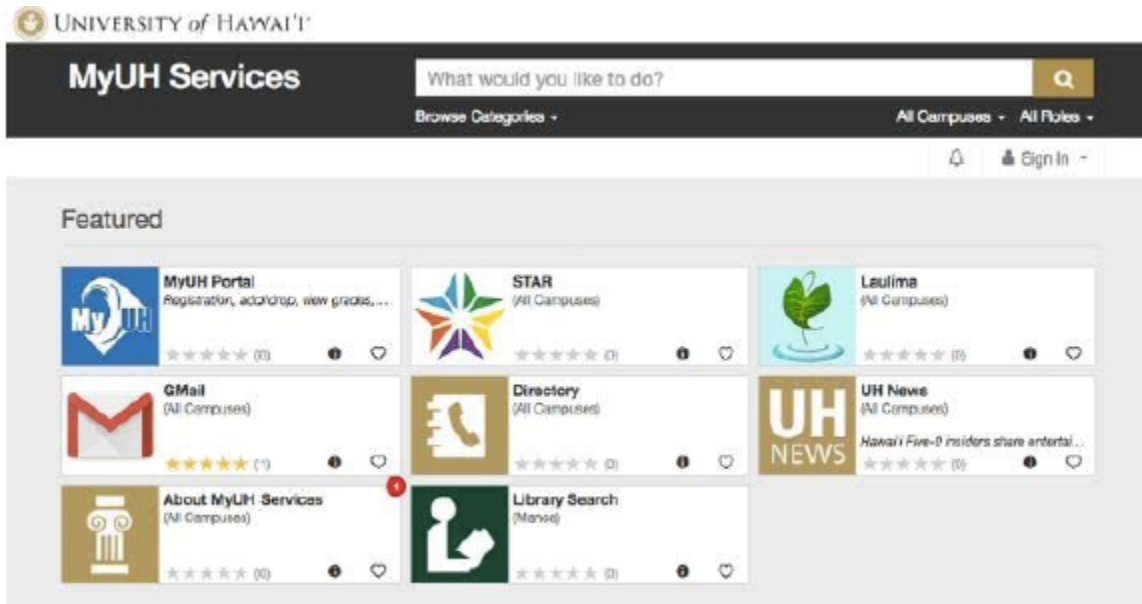 UNIVERSITY of HAWAI'I
MyUH Services
What would you like to do?
Browse Categories
All Campuses All Roles
Sign In
Featured
MyUH Portal
Registration, add/drop, view grades,...
(0)
STAR
(All Campuses)
(0)
Laulima
(All Campuses)
(0)
GMail
(All Campuses)
(1)
Directory
(All Campuses)
(0)
UH NEWS
UH News
(All Campuses)
Hawai'i Five-0 insiders share entertai...
(0)
About MyUH Services
(All Campuses)
(0)
Library Search
(Manoa)
(0)
My UH